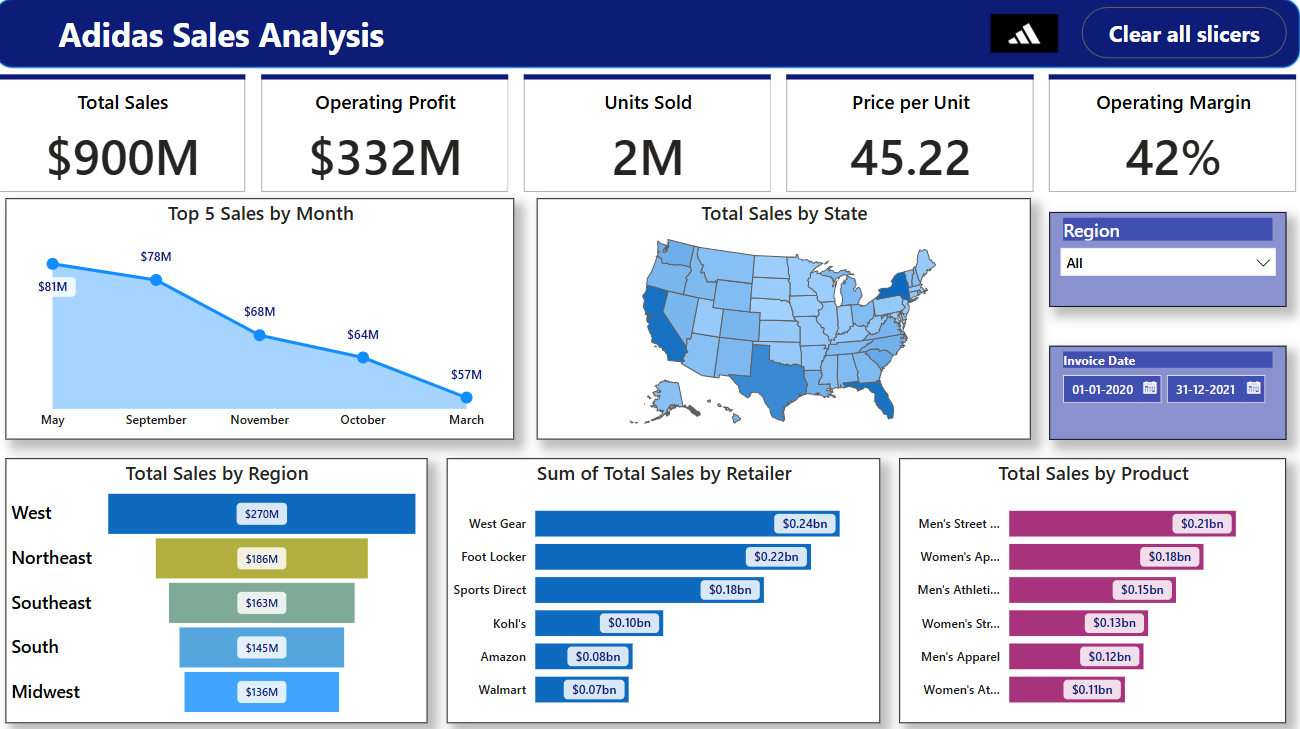 Adidas Sales Analysis
Clear all slicers
Total Sales
$900M
Operating Profit
$332M
Units Sold
2M
Price per Unit
45.22
Operating Margin
42%
Top 5 Sales by Month
$81M
$78M
$68M
$64M
$57M
May
September
November
October
March
Total Sales by State
Region
All
Invoice Date
01-01-2020
31-12-2021
Total Sales by Region
West
$270M
Northeast
$186M
Southeast
$163M
South
$145M
Midwest
$136M
Sum of Total Sales by Retailer
West Gear
$0.24bn
Foot Locker
$0.22bn
Sports Direct
$0.18bn
Kohl's
$0.10bn
Amazon
$0.08bn
Walmart
$0.07bn
Total Sales by Product
Men's Street ...
$0.21bn
Women's Ap...
$0.18bn
Men's Athleti...
$0.15bn
Women's Str...
$0.13bn
Men's Apparel
$0.12bn
Women's At...
$0.11bn